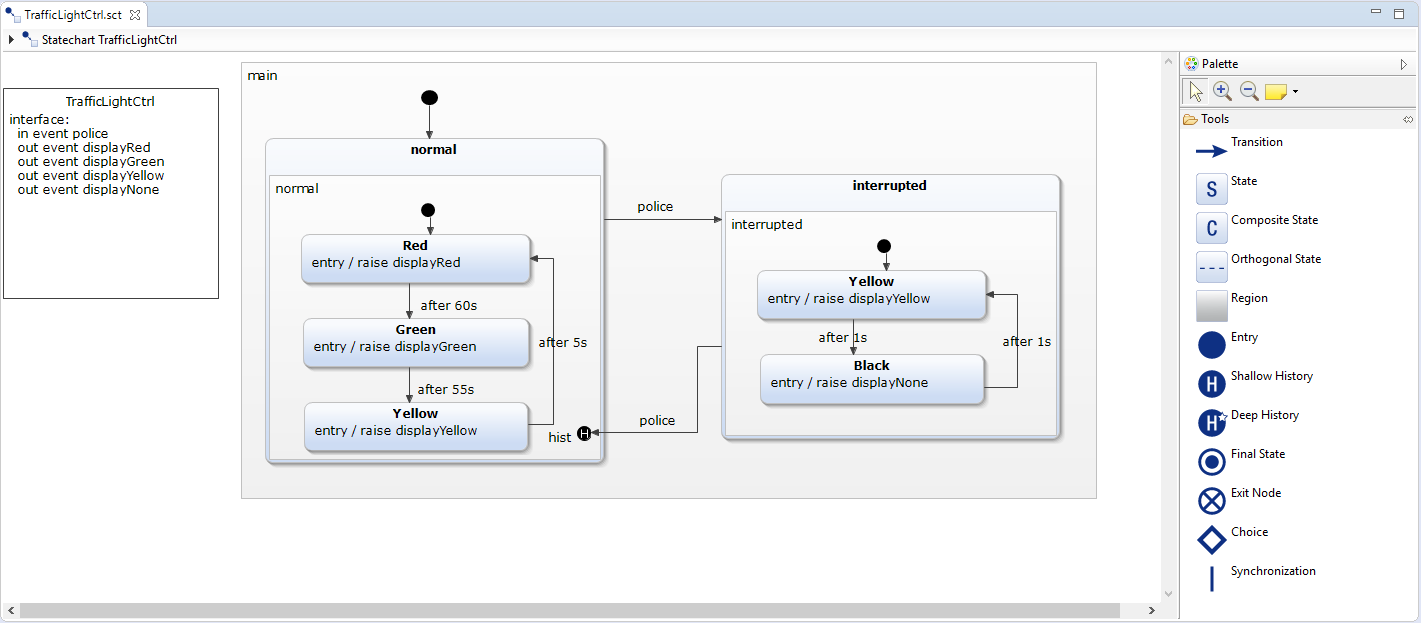 TrafficLightCtrl.sct
Statechart TrafficLightCtrl
TrafficLightCtrl
interface:
in event police
out event displayRed
out event displayGreen
out event displayYellow
out event displayNone
main
normal
normal
Red
entry / raise displayRed
after 60s
Green
entry / raise displayGreen
after 5s
after 55s
Yellow
entry / raise displayYellow
hist
H
police
police
interrupted
interrupted
Yellow
entry / raise displayYellow
after 1s
after 1s
Black
entry / raise displayNone
Palette
Tools
Transition
S State
C Composite State
Orthogonal State
Region
Entry
H Shallow History
H Deep History
Final State
Exit Node
Choice
Synchronization